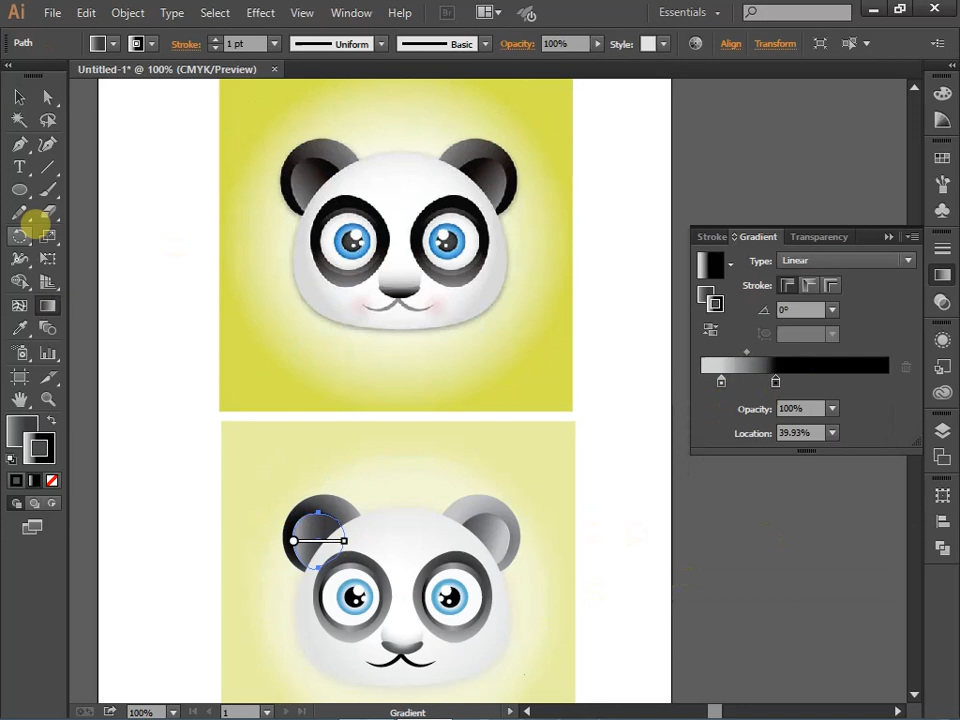 Ai File Edit Object Type Select Effect View Window Help Br Essentials
Path Stroke: 1 pt Uniform Basic Opacity: 100% Style: Align Transform
Untitled-1* @ 100% (CMYK/Preview) ×
T
Stroke Gradient Transparency
Type: Linear
Stroke:
0°
Opacity: 100%
Location: 39.93%
100% 1 Gradient